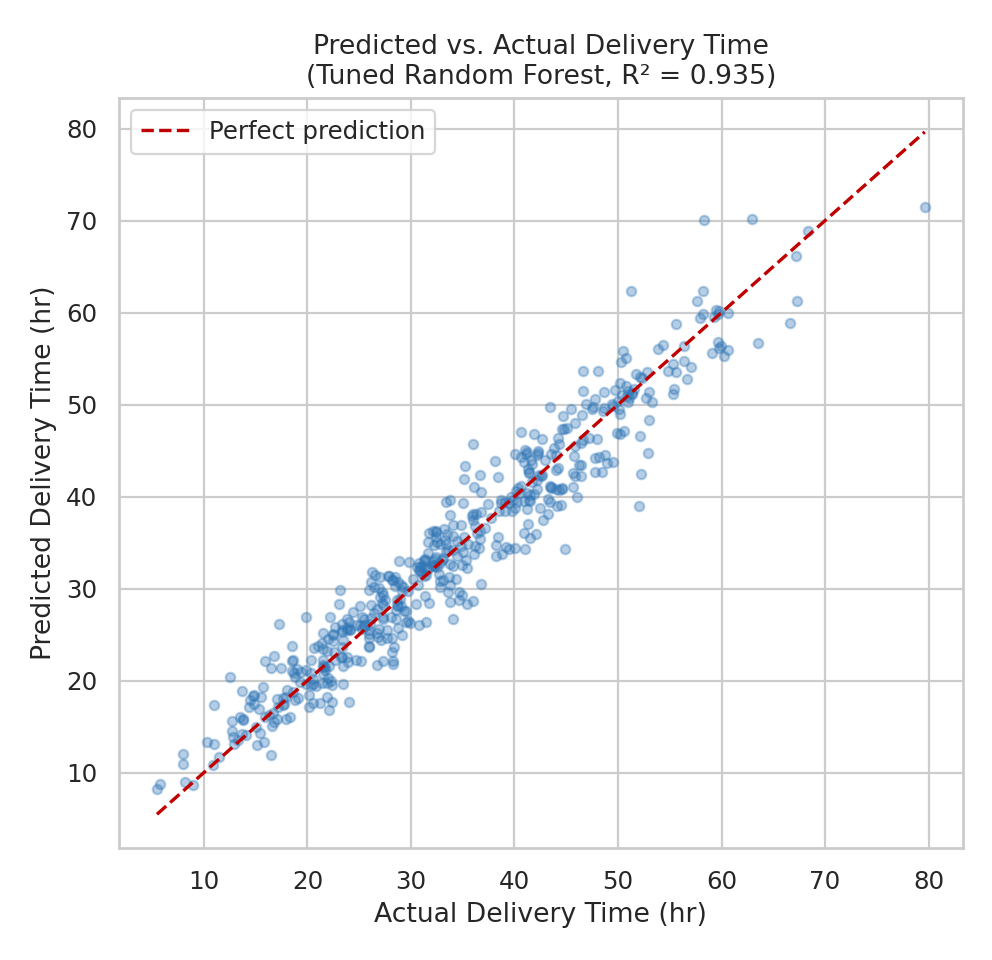 Predicted vs. Actual Delivery Time
(Tuned Random Forest, R² = 0.935)
Perfect prediction
80
70
60
50
40
30
20
10
Predicted Delivery Time (hr)
10 20 30 40 50 60 70 80
Actual Delivery Time (hr)